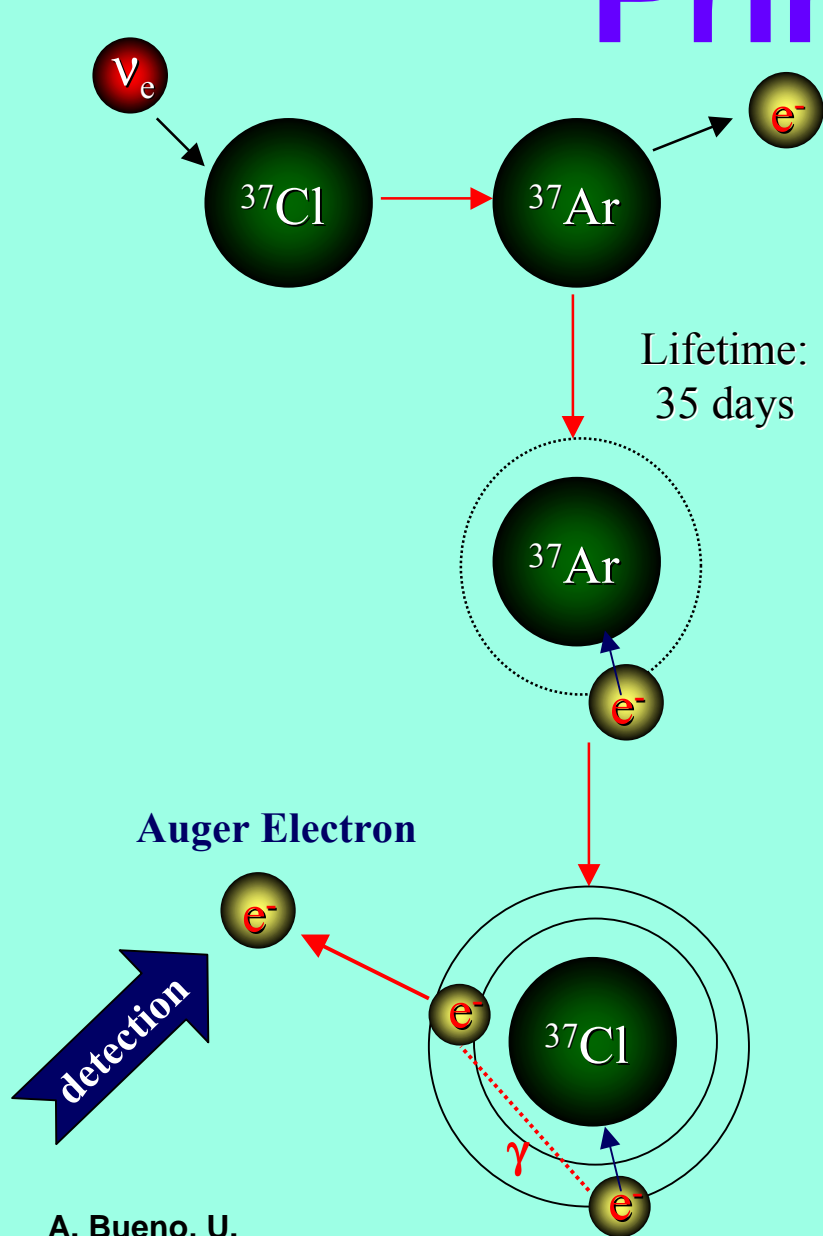 νe
e-
37Cl
37Ar
Lifetime:
35 days
37Ar
e-
Auger Electron
e-
e-
37Cl
detection
γ
e-
A. Bueno, U.